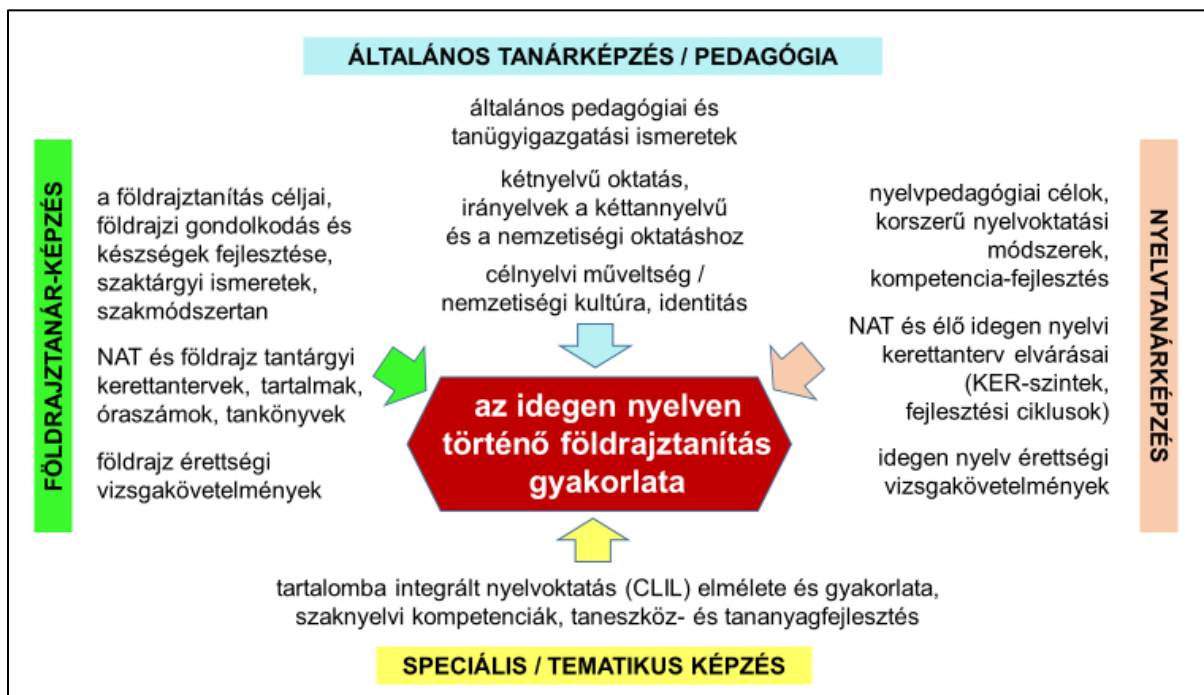 ÁLTALÁNOS TANÁRKÉPZÉS / PEDAGÓGIA
általános pedagógiai és
tanügyigazgatási ismeretek
kétnyelvű oktatás,
irányelvek a kéttannyelvű
és a nemzetiségi oktatáshoz
célnyelvi műveltség /
nemzetiségi kultúra, identitás
FÖLDRAJZTANÁR-KÉPZÉS
a földrajztanítás céljai,
földrajzi gondolkodás és
készségek fejlesztése,
szaktárgyi ismeretek,
szakmódszertan
NAT és földrajz tantárgyi
kerettantervek, tartalmak,
óraszámok, tankönyvek
földrajz érettségi
vizsgakövetelmények
az idegen nyelven
történő földrajztanítás
gyakorlata
nyelvpedagógiai célok,
korszerű nyelvoktatási
módszerek,
kompetencia-fejlesztés
NAT és élő idegen nyelvi
kerettanterv elvárásai
(KER-szintek,
fejlesztési ciklusok)
idegen nyelv érettségi
vizsgakövetelmények
NYELVTANÁRKÉPZÉS
tartalomba integrált nyelvoktatás (CLIL) elmélete és gyakorlata,
szaknyelvi kompetenciák, taneszköz- és tananyagfejlesztés
SPECIÁLIS / TEMATIKUS KÉPZÉS